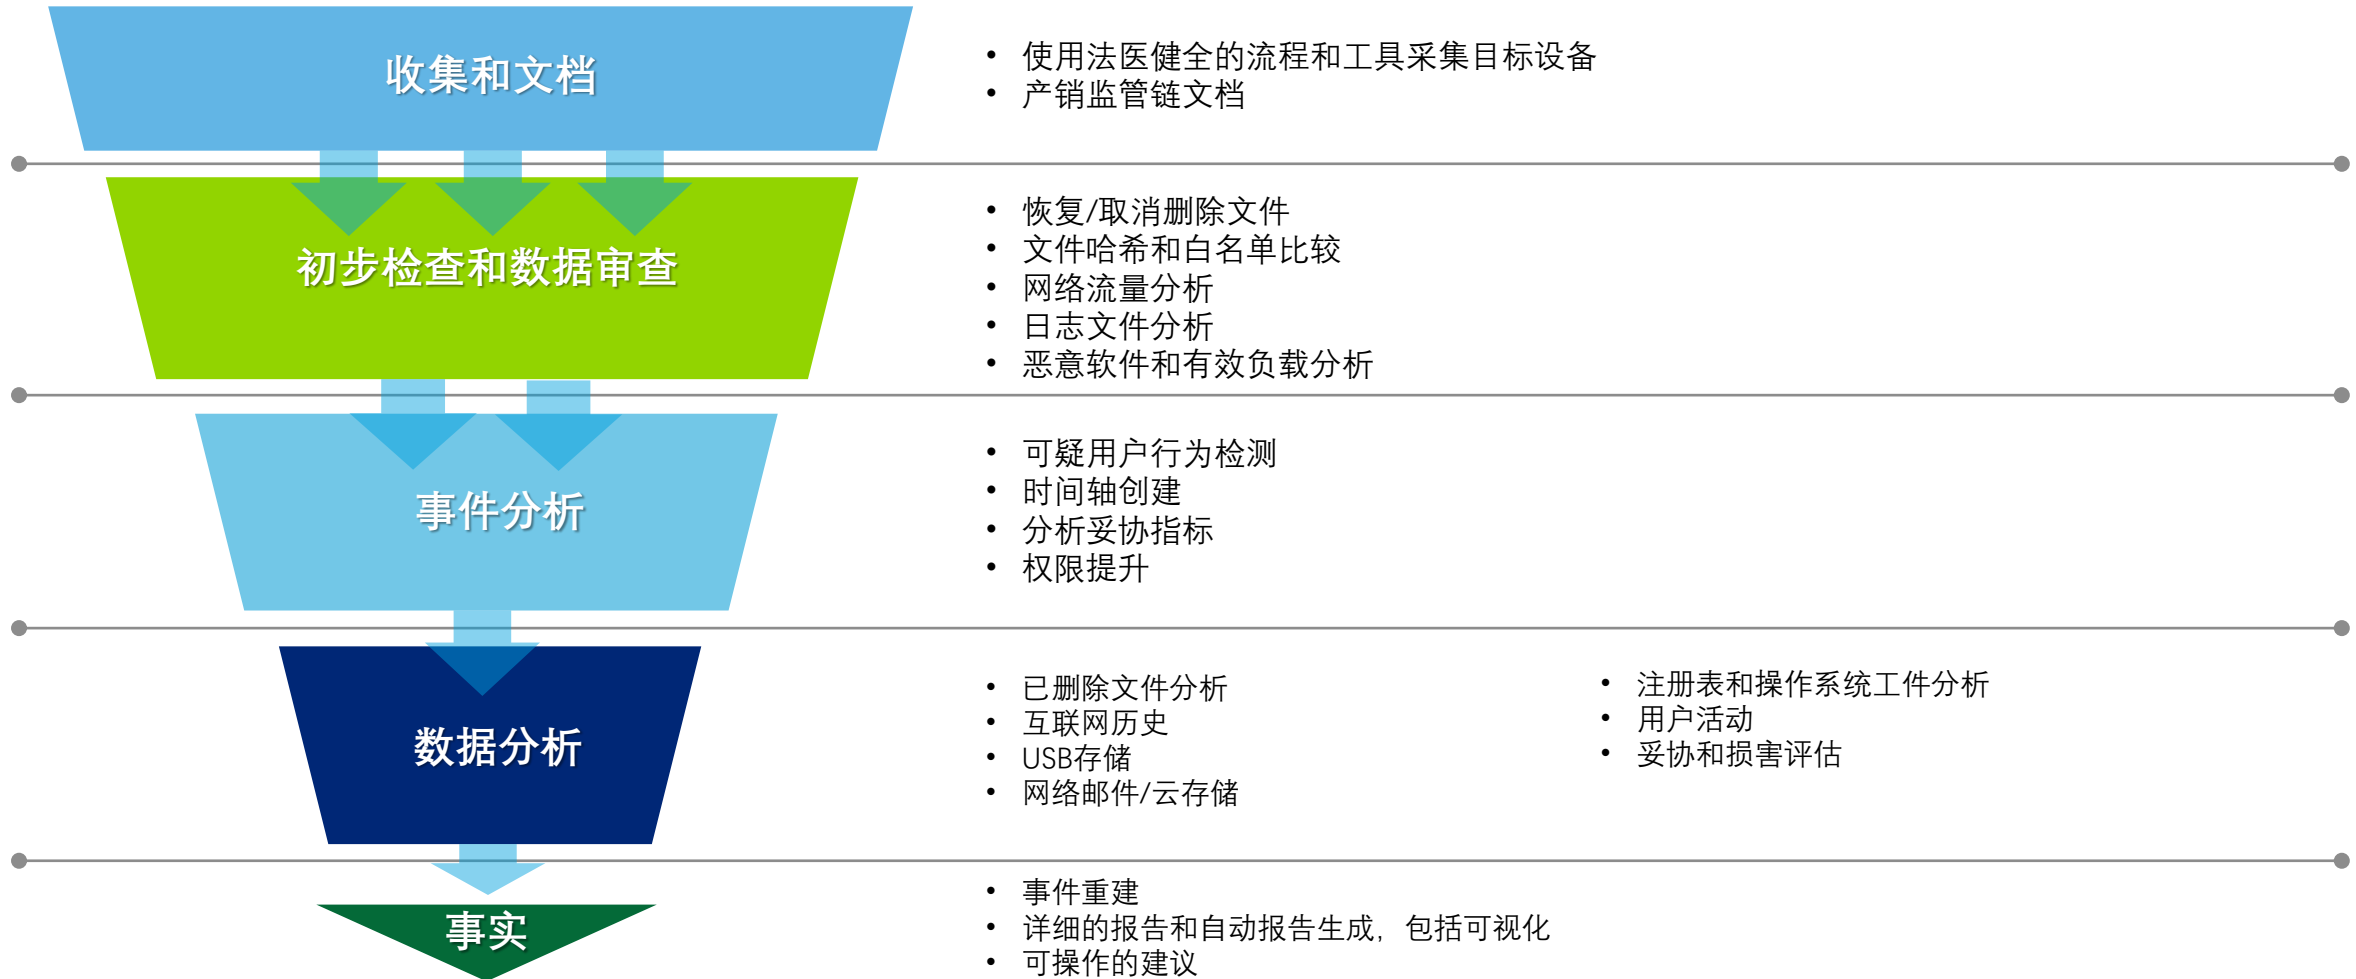 收集和文档
• 使用法医健全的流程和工具采集目标设备
• 产销监管链文档
初步检查和数据审查
• 恢复/取消删除文件
• 文件哈希和白名单比较
• 网络流量分析
• 日志文件分析
• 恶意软件和有效负载分析
事件分析
• 可疑用户行为检测
• 时间轴创建
• 分析妥协指标
• 权限提升
数据分析
• 已删除文件分析
• 互联网历史
• USB存储
• 网络邮件/云存储
• 注册表和操作系统工件分析
• 用户活动
• 妥协和损害评估
事实
• 事件重建
• 详细的报告和自动报告生成，包括可视化
• 可操作的建议